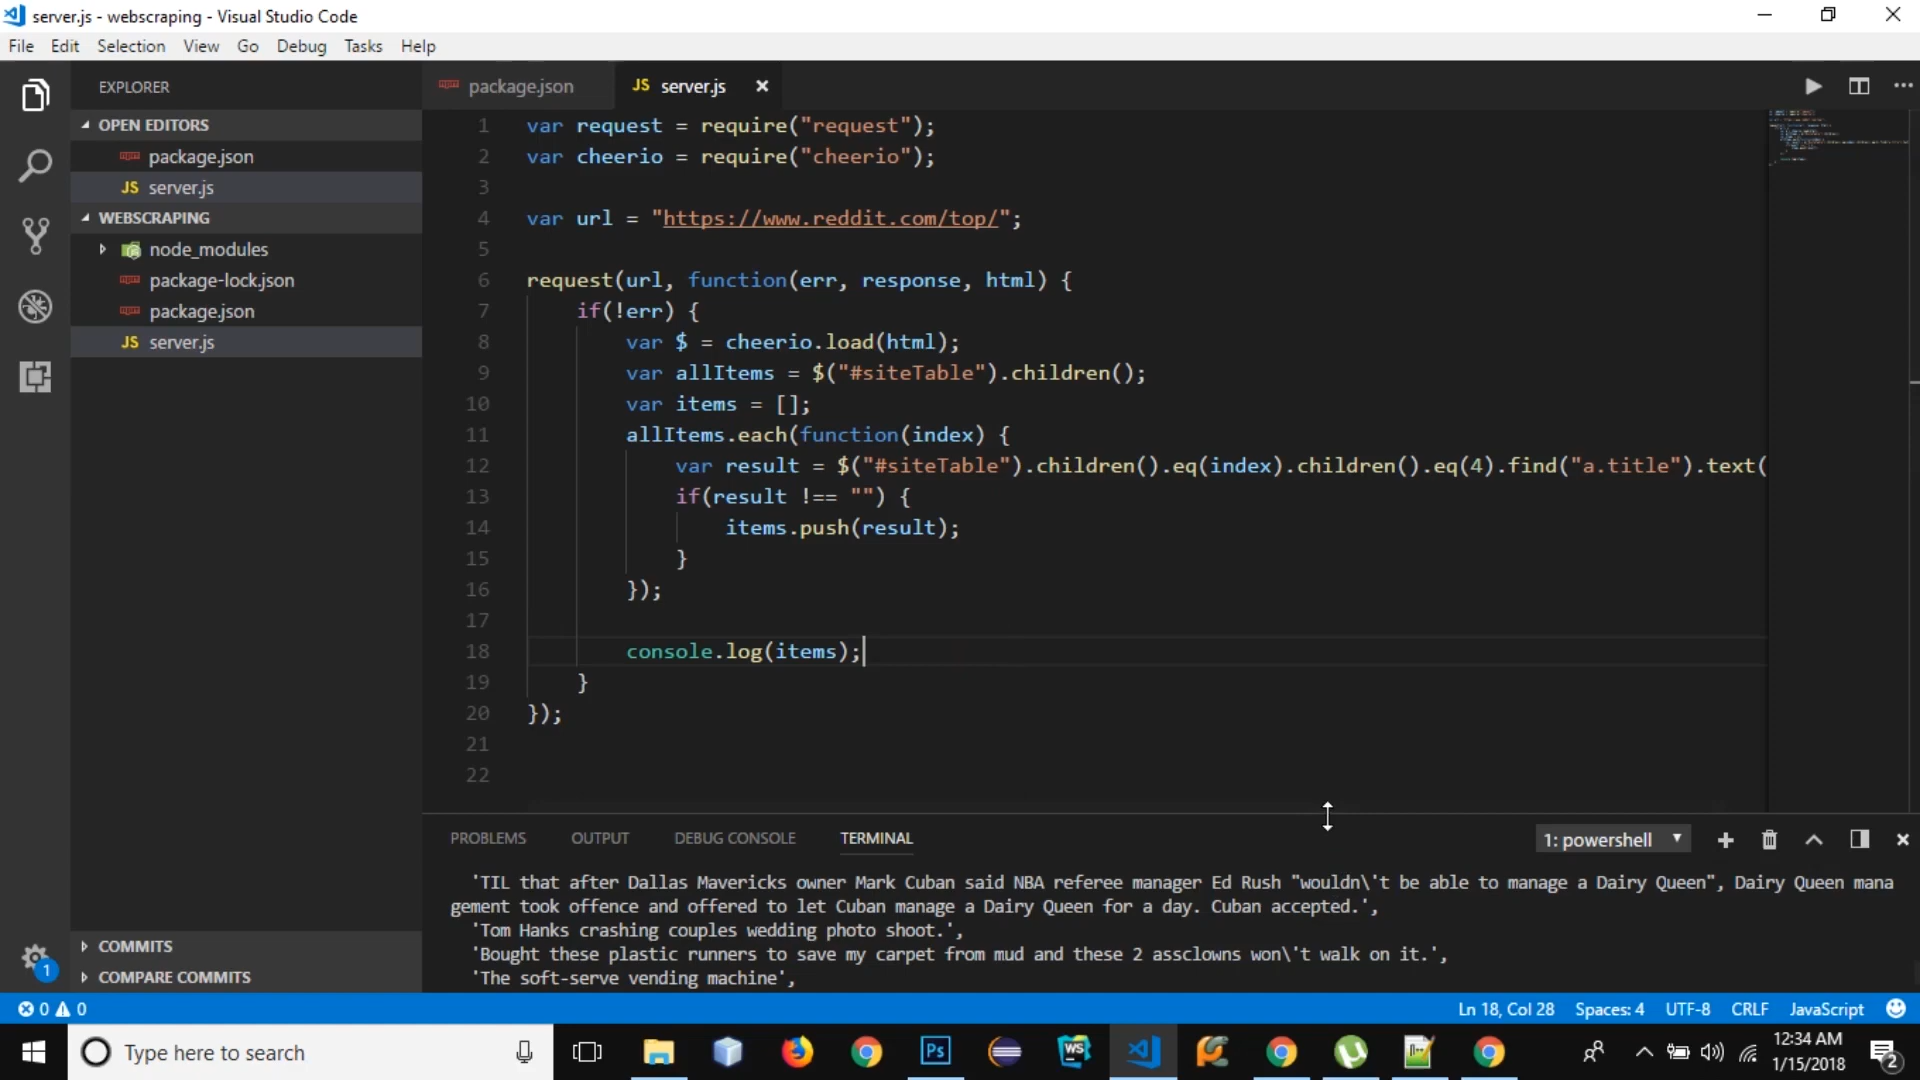 server.js - webscraping - Visual Studio Code
File Edit Selection View Go Debug Tasks Help
EXPLORER
OPEN EDITORS
package.json
JS server.js
WEBSCRAPING
node_modules
package-lock.json
package.json
JS server.js
COMMITS
COMPARE COMMITS
package.json JS server.js
1 var request = require("request");
2 var cheerio = require("cheerio");
3
4 var url = "https://www.reddit.com/top/";
5
6 request(url, function(err, response, html) {
7 if(!err) {
8 var $ = cheerio.load(html);
9 var allItems = $("#siteTable").children();
10 var items = [];
11 allItems.each(function(index) {
12 var result = $("#siteTable").children().eq(index).children().eq(4).find("a.title").text(
13 if(result !== "") {
14 items.push(result);
15 }
16 });
17
18 console.log(items);
19 }
20 });
21
22
PROBLEMS OUTPUT DEBUG CONSOLE TERMINAL 1: powershell
'TIL that after Dallas Mavericks owner Mark Cuban said NBA referee manager Ed Rush "wouldn\'t be able to manage a Dairy Queen", Dairy Queen mana
gement took offence and offered to let Cuban manage a Dairy Queen for a day. Cuban accepted.',
'Tom Hanks crashing couples wedding photo shoot.',
'Bought these plastic runners to save my carpet from mud and these 2 assclowns won\'t walk on it.',
'The soft-serve vending machine',
1
0 0 Ln 18, Col 28 Spaces: 4 UTF-8 CRLF JavaScript
Type here to search
Ps
WS
12:34 AM
1/15/2018
2